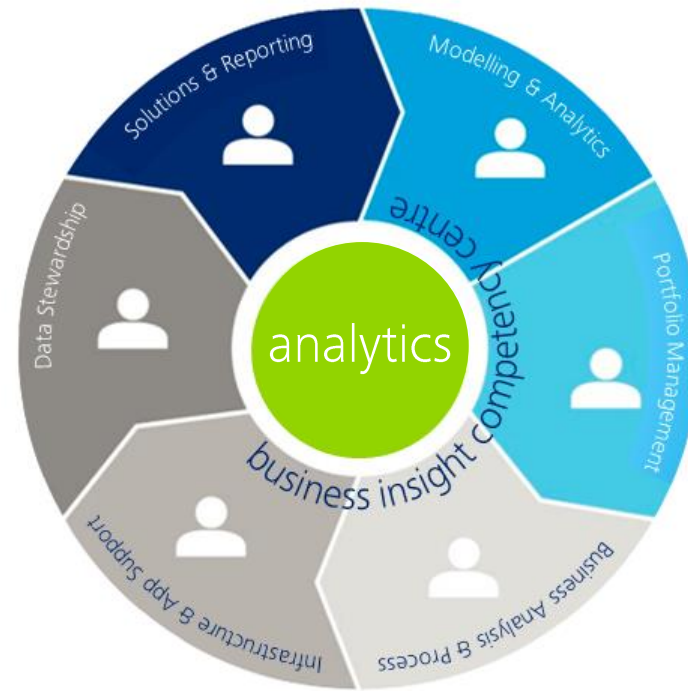 Solutions & Reporting
Modelling & Analytics
Portfolio Management
Business Analysis & Process
Infrastructure & App Support
Data Stewardship
analytics
business insight competency centre